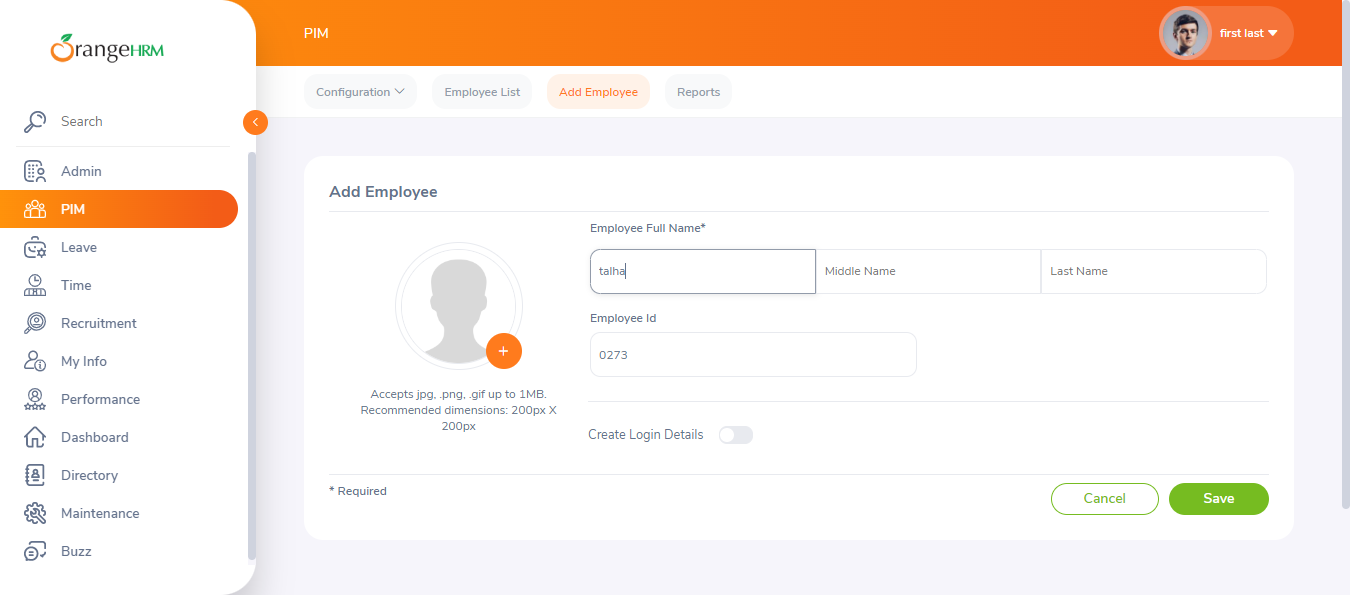 OrangeHRM
PIM
first last
Configuration
Employee List
Add Employee
Reports
Search
Admin
PIM
Leave
Time
Recruitment
My Info
Performance
Dashboard
Directory
Maintenance
Buzz
Add Employee
Employee Full Name*
talha
Middle Name
Last Name
Employee Id
0273
Accepts jpg, .png, .gif up to 1MB.
Recommended dimensions: 200px X
200px
Create Login Details
* Required
Cancel
Save